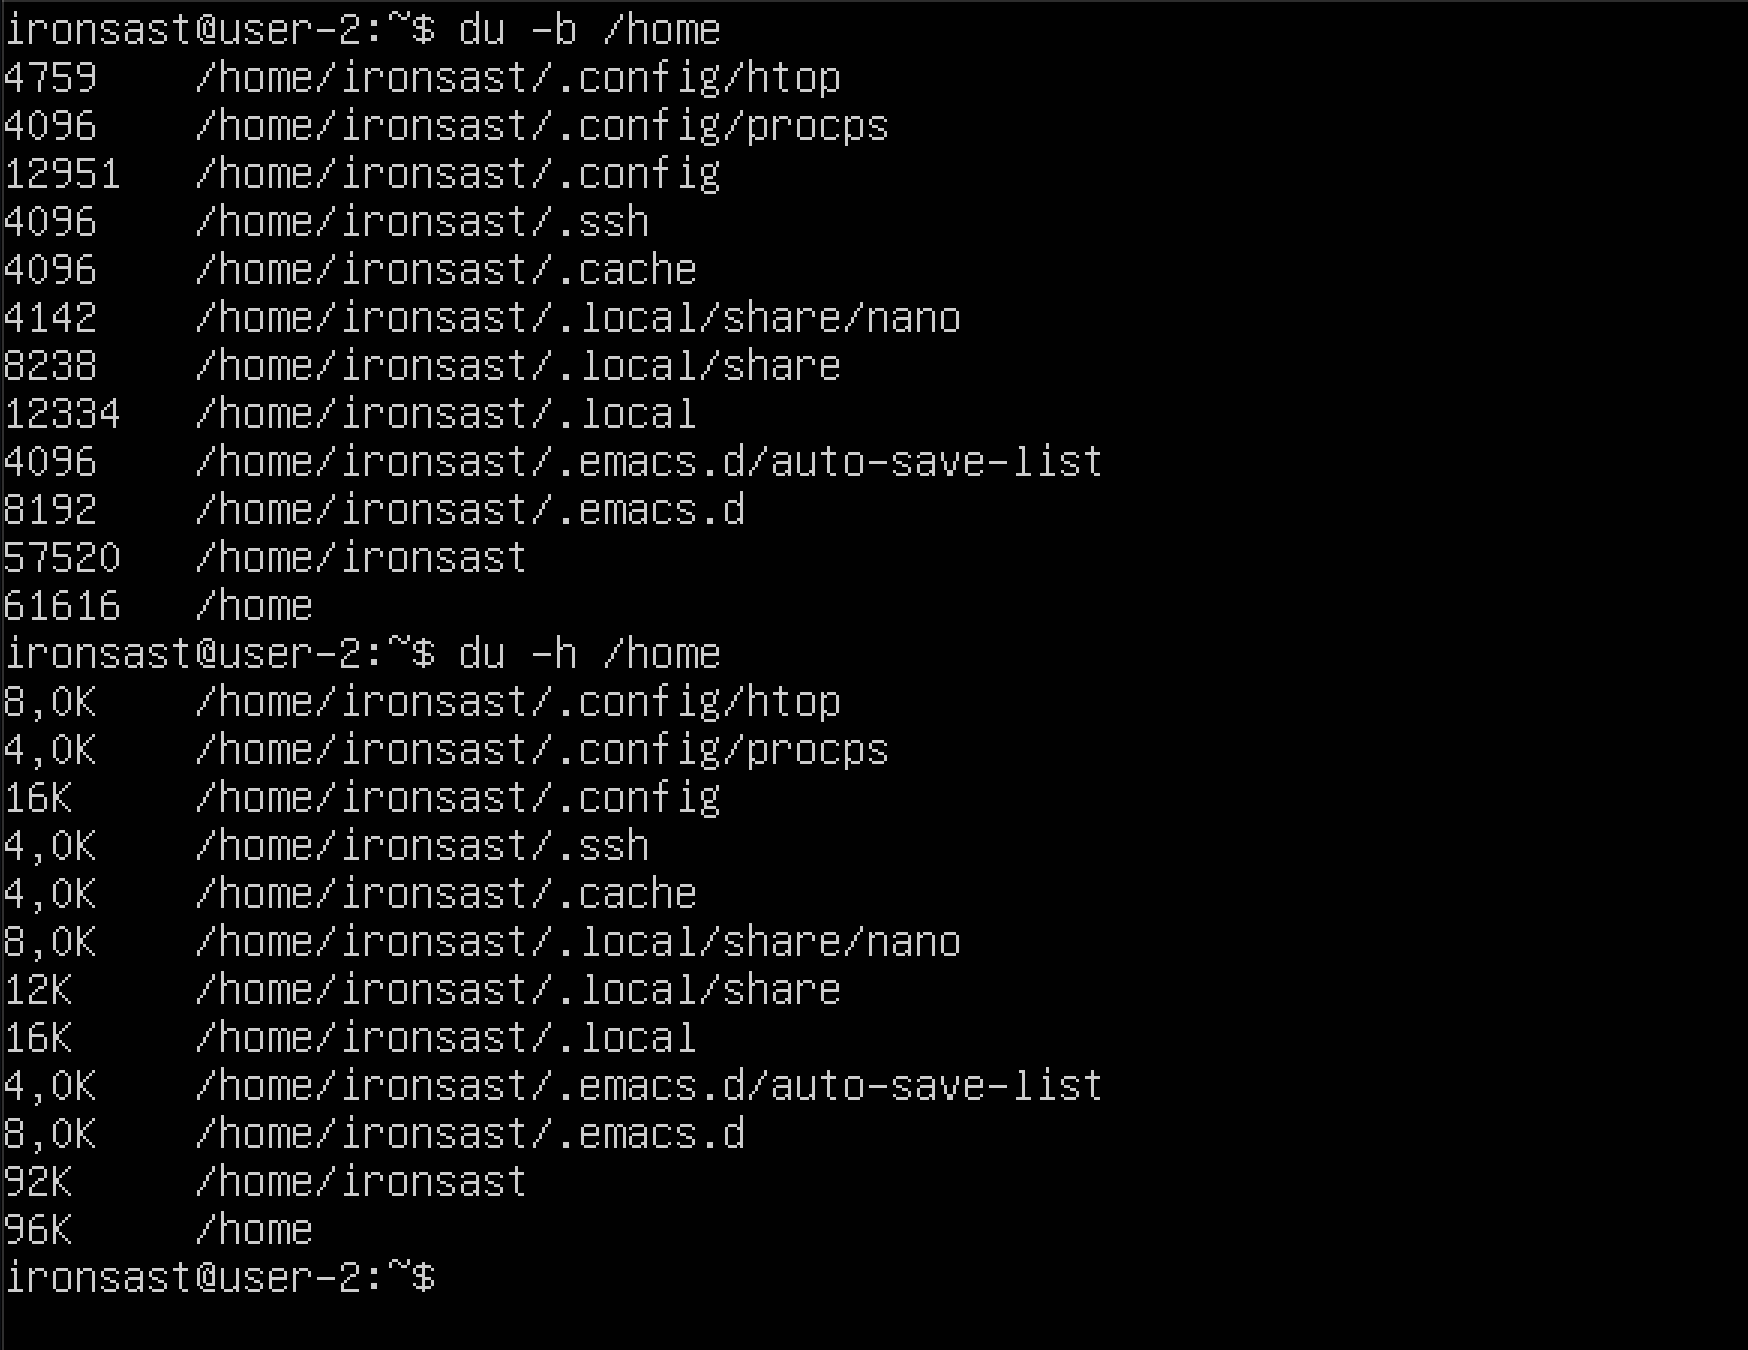 ironsast@user-2:~$ du -b /home
4759    /home/ironsast/.config/htop
4096    /home/ironsast/.config/procps
12951   /home/ironsast/.config
4096    /home/ironsast/.ssh
4096    /home/ironsast/.cache
4142    /home/ironsast/.local/share/nano
8238    /home/ironsast/.local/share
12334   /home/ironsast/.local
4096    /home/ironsast/.emacs.d/auto-save-list
8192    /home/ironsast/.emacs.d
57520   /home/ironsast
61616   /home
ironsast@user-2:~$ du -h /home
8,0K    /home/ironsast/.config/htop
4,0K    /home/ironsast/.config/procps
16K     /home/ironsast/.config
4,0K    /home/ironsast/.ssh
4,0K    /home/ironsast/.cache
8,0K    /home/ironsast/.local/share/nano
12K     /home/ironsast/.local/share
16K     /home/ironsast/.local
4,0K    /home/ironsast/.emacs.d/auto-save-list
8,0K    /home/ironsast/.emacs.d
92K     /home/ironsast
96K     /home
ironsast@user-2:~$